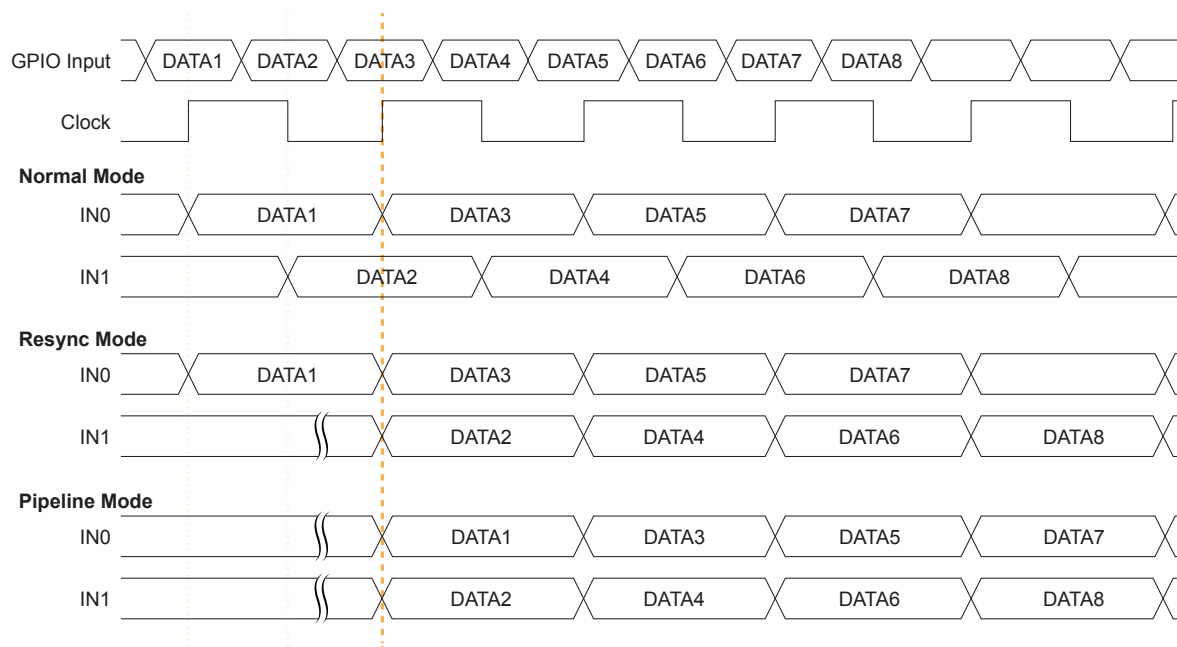 GPIO Input DATA1 DATA2 DATA3 DATA4 DATA5 DATA6 DATA7 DATA8
Clock
Normal Mode
IN0 DATA1 DATA3 DATA5 DATA7
IN1 DATA2 DATA4 DATA6 DATA8
Resync Mode
IN0 DATA1 DATA3 DATA5 DATA7
IN1 DATA2 DATA4 DATA6 DATA8
Pipeline Mode
IN0 DATA1 DATA3 DATA5 DATA7
IN1 DATA2 DATA4 DATA6 DATA8